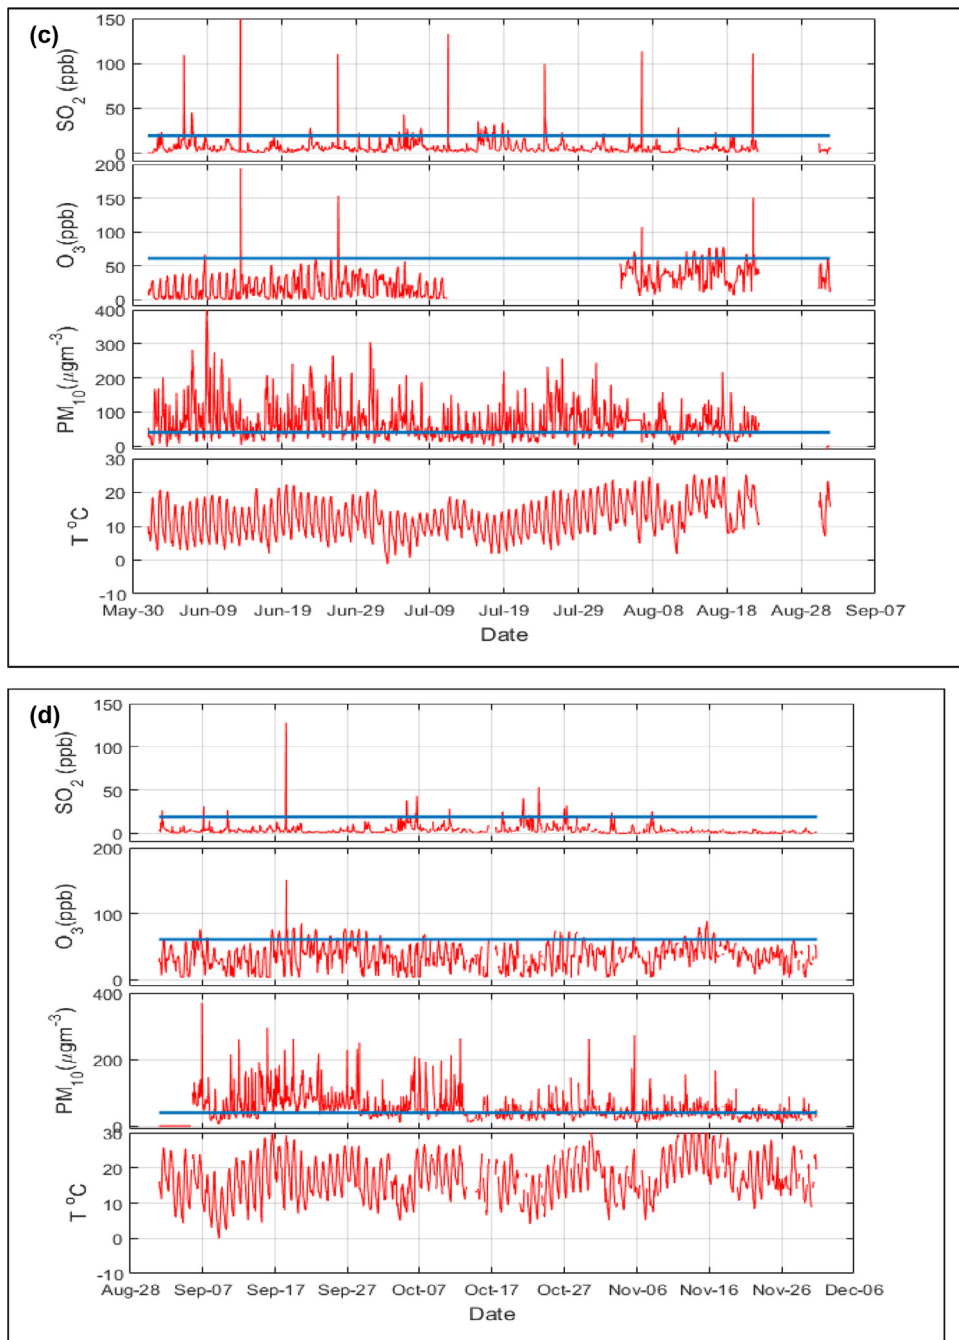 (c)
SO2 (ppb)
150
100
50
0
O3(ppb)
200
150
100
50
0
PM10(μgm-3)
400
300
200
100
0
T oC
30
20
10
0
-10
May-30 Jun-09 Jun-19 Jun-29 Jul-09 Jul-19 Jul-29 Aug-08 Aug-18 Aug-28 Sep-07
Date
(d)
SO2 (ppb)
150
100
50
0
O3(ppb)
200
100
0
PM10(μgm-3)
400
200
0
T oC
30
20
10
0
-10
Aug-28 Sep-07 Sep-17 Sep-27 Oct-07 Oct-17 Oct-27 Nov-06 Nov-16 Nov-26 Dec-06
Date